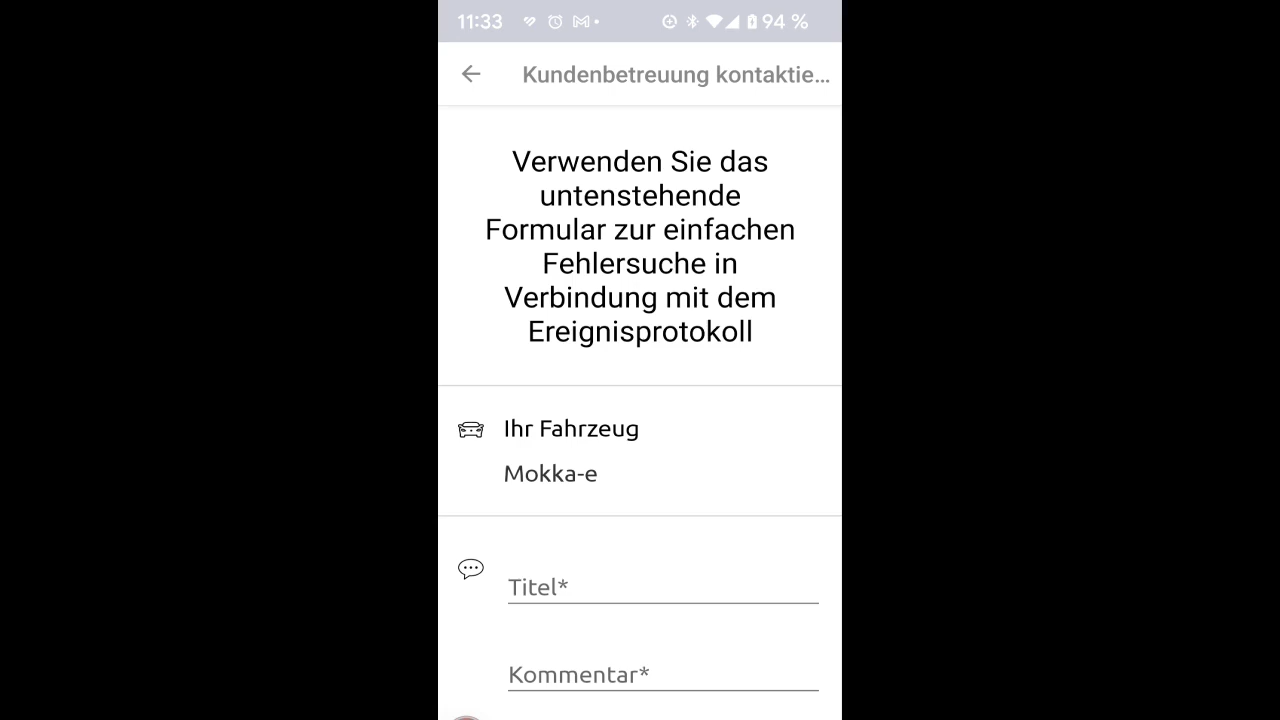 11:33 94 %
Kundenbetreuung kontaktie...
Verwenden Sie das
untenstehende
Formular zur einfachen
Fehlersuche in
Verbindung mit dem
Ereignisprotokoll
Ihr Fahrzeug
Mokka-e
Titel*
Kommentar*